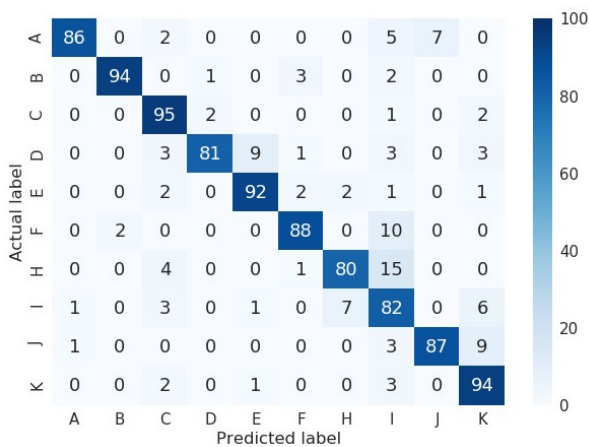 A 86 0 2 0 0 0 0 5 7 0
B 0 94 0 1 0 3 0 2 0 0
C 0 0 95 2 0 0 0 1 0 2
D 0 0 3 81 9 1 0 3 0 3
E 0 0 2 0 92 2 2 1 0 1
F 0 2 0 0 0 88 0 10 0 0
H 0 0 4 0 0 1 80 15 0 0
I 1 0 3 0 1 0 7 82 0 6
J 1 0 0 0 0 0 0 3 87 9
K 0 0 2 0 1 0 0 3 0 94
A B C D E F H I J K
Predicted label
Actual label
100
80
60
40
20
0